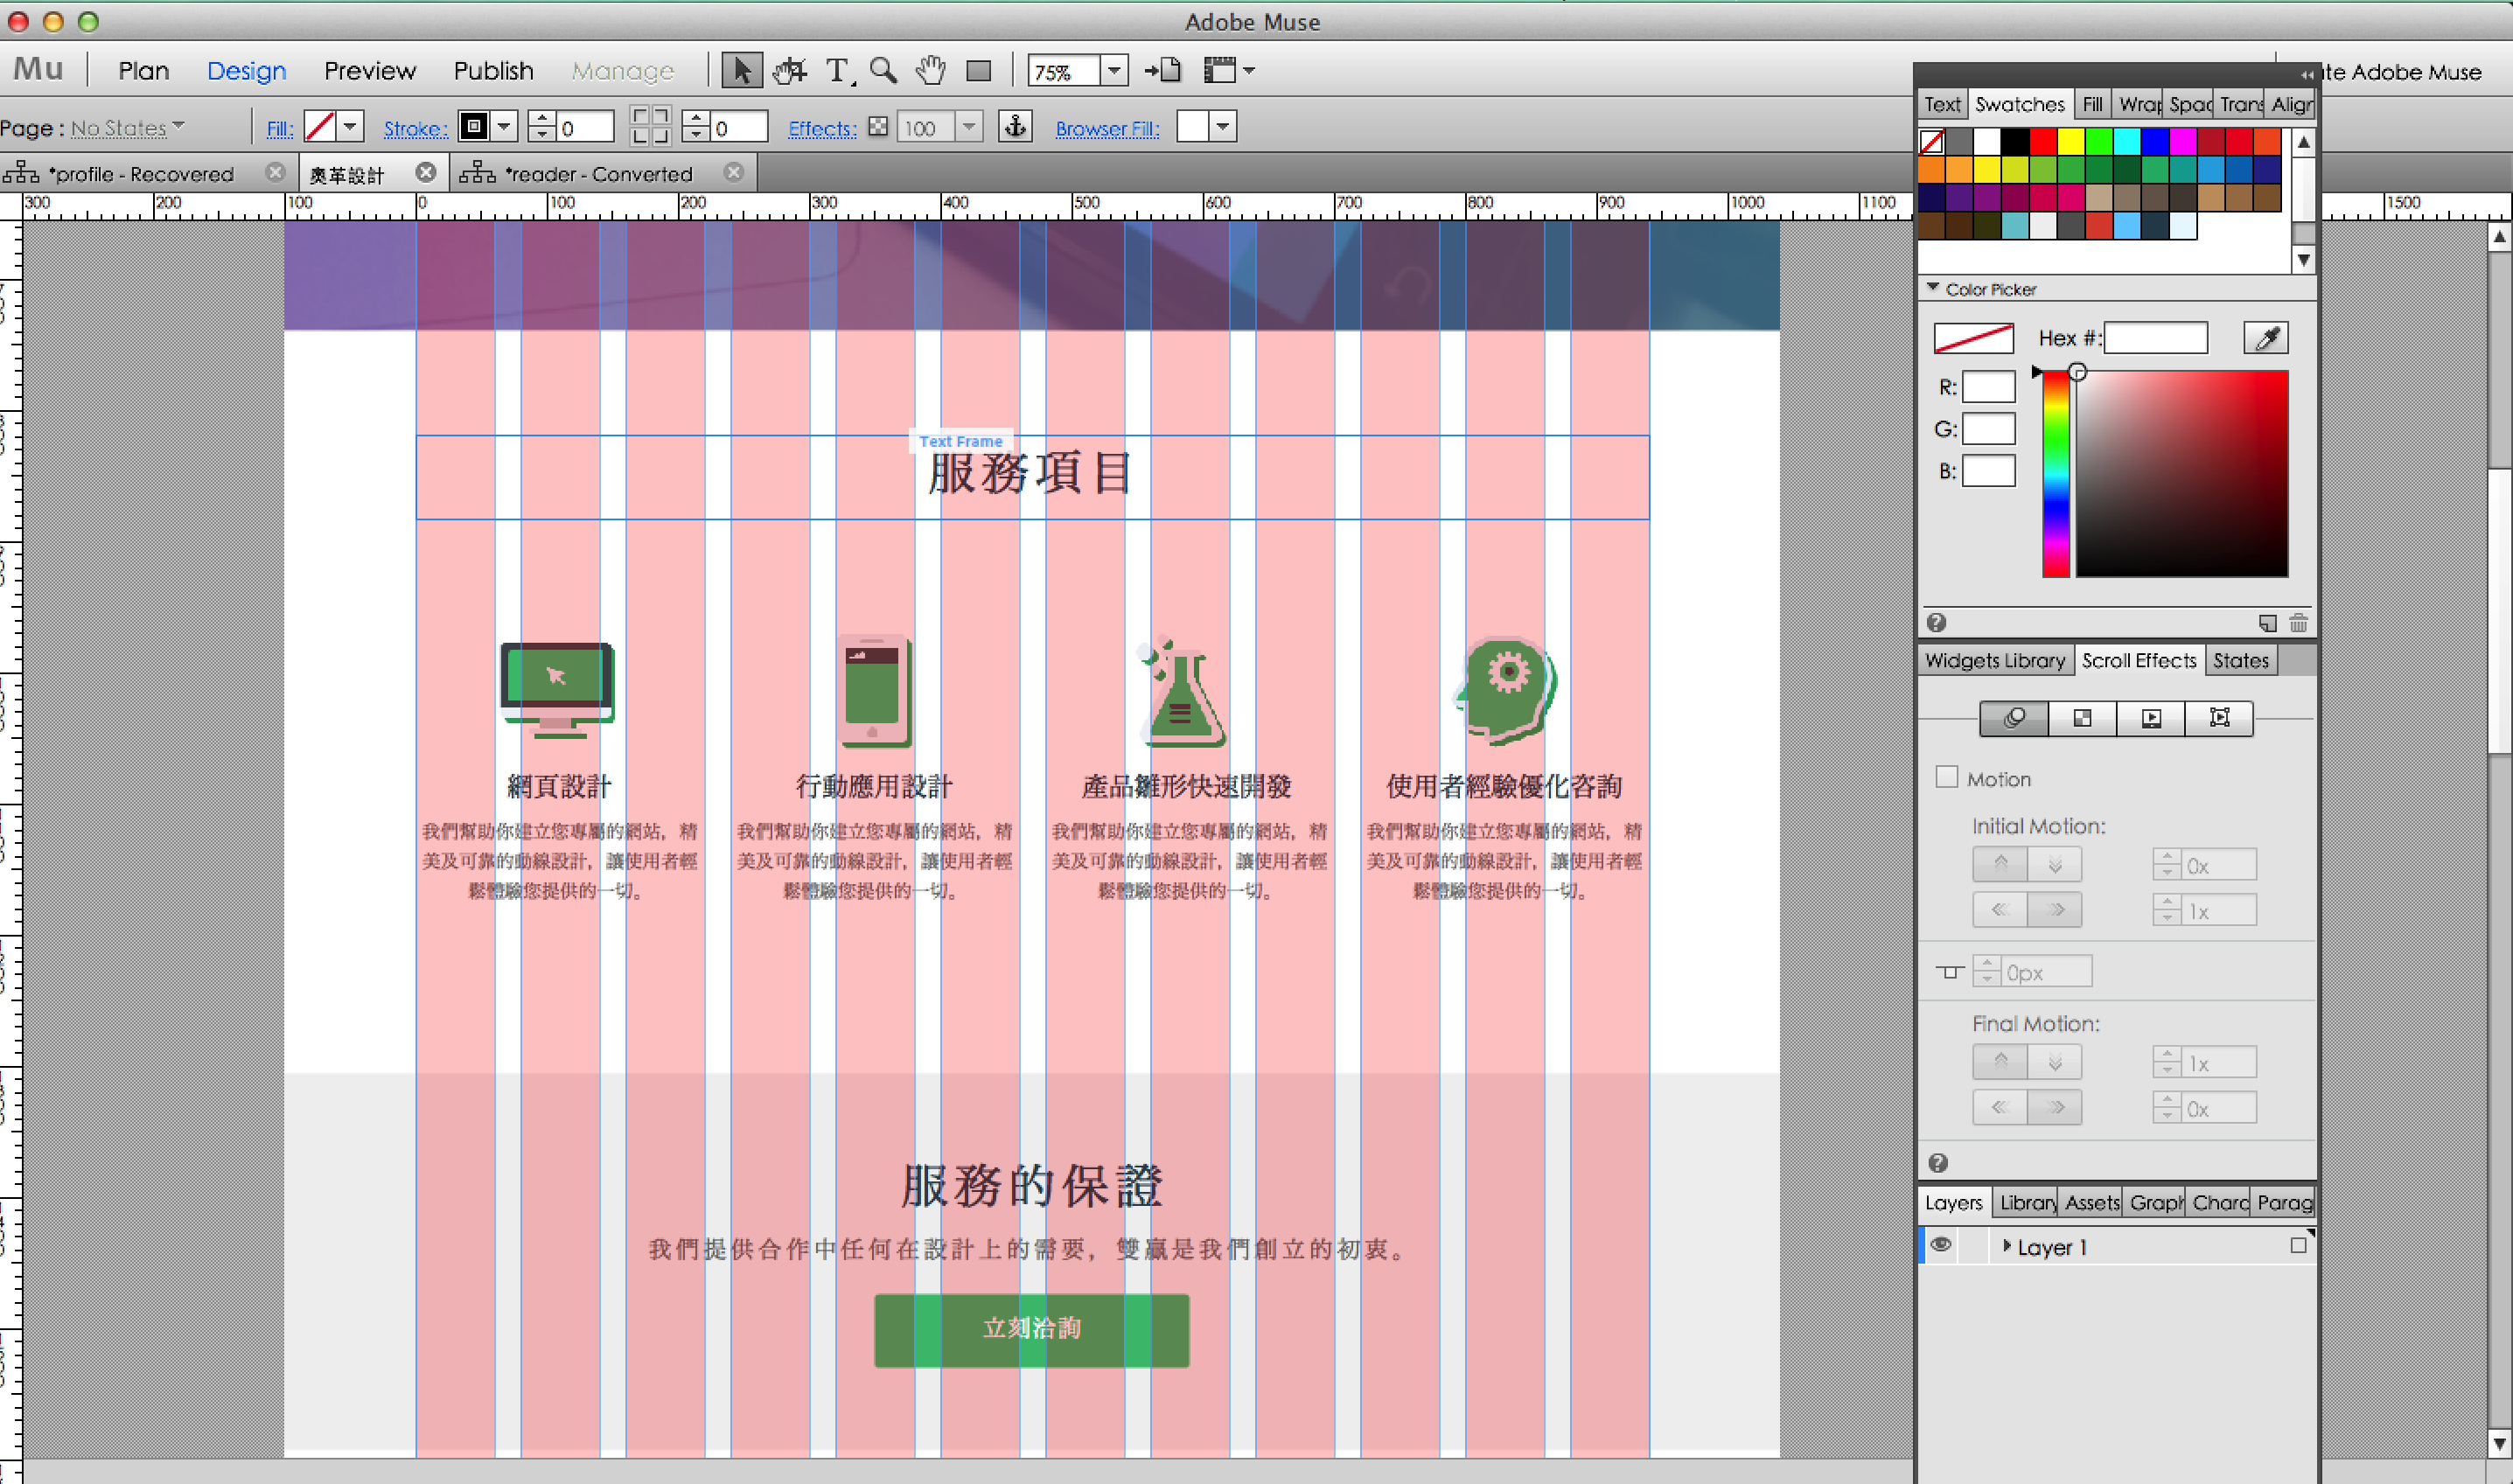 Adobe Muse
Mu Plan Design Preview Publish Manage 75%
Page : No States Fill: Stroke: 0 0 Effects: 100 Browser Fill:
*profile - Recovered 奧革設計 *reader - Converted
300 200 100 0 100 200 300 400 500 600 700 800 900 1000 1100 1500
Text Frame
服務項目
網頁設計 行動應用設計 產品雛形快速開發 使用者經驗優化咨詢
我們幫助你建立您專屬的網站，精 我們幫助你建立您專屬的網站，精 我們幫助你建立您專屬的網站，精 我們幫助你建立您專屬的網站，精
美及可靠的動線設計，讓使用者輕 美及可靠的動線設計，讓使用者輕 美及可靠的動線設計，讓使用者輕 美及可靠的動線設計，讓使用者輕
鬆體驗您提供的一切。 鬆體驗您提供的一切。 鬆體驗您提供的一切。 鬆體驗您提供的一切。
服務的保證
我們提供合作中任何在設計上的需要，雙贏是我們創立的初衷。
立刻洽詢
te Adobe Muse
Text Swatches Fill Wrap Spac Trans Align
Color Picker
Hex #:
R:
G:
B:
Widgets Library Scroll Effects States
Motion
Initial Motion:
0x
1x
0px
Final Motion:
1x
0x
Layers Library Assets Graph Charc Parag
Layer 1